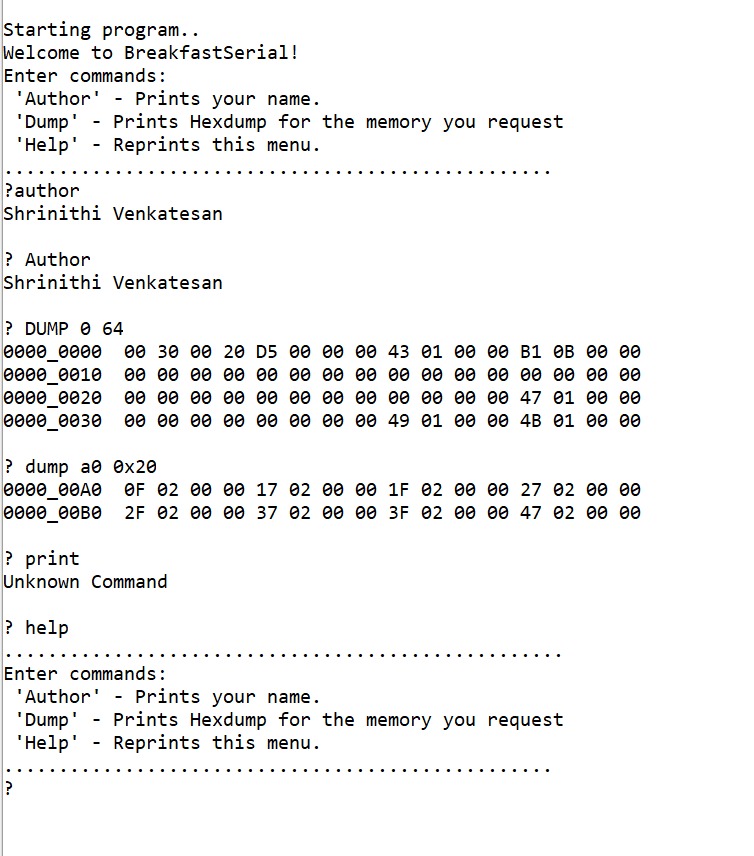 Starting program..
Welcome to BreakfastSerial!
Enter commands:
 'Author' - Prints your name.
 'Dump' - Prints Hexdump for the memory you request
 'Help' - Reprints this menu.
..................................................
?author
Shrinithi Venkatesan

? Author
Shrinithi Venkatesan

? DUMP 0 64
0000_0000  00 30 00 20 D5 00 00 00 43 01 00 00 B1 0B 00 00
0000_0010  00 00 00 00 00 00 00 00 00 00 00 00 00 00 00 00
0000_0020  00 00 00 00 00 00 00 00 00 00 00 00 47 01 00 00
0000_0030  00 00 00 00 00 00 00 00 49 01 00 00 4B 01 00 00

? dump a0 0x20
0000_00A0  0F 02 00 00 17 02 00 00 1F 02 00 00 27 02 00 00
0000_00B0  2F 02 00 00 37 02 00 00 3F 02 00 00 47 02 00 00

? print
Unknown Command

? help
...................................................
Enter commands:
 'Author' - Prints your name.
 'Dump' - Prints Hexdump for the memory you request
 'Help' - Reprints this menu.
..................................................
?